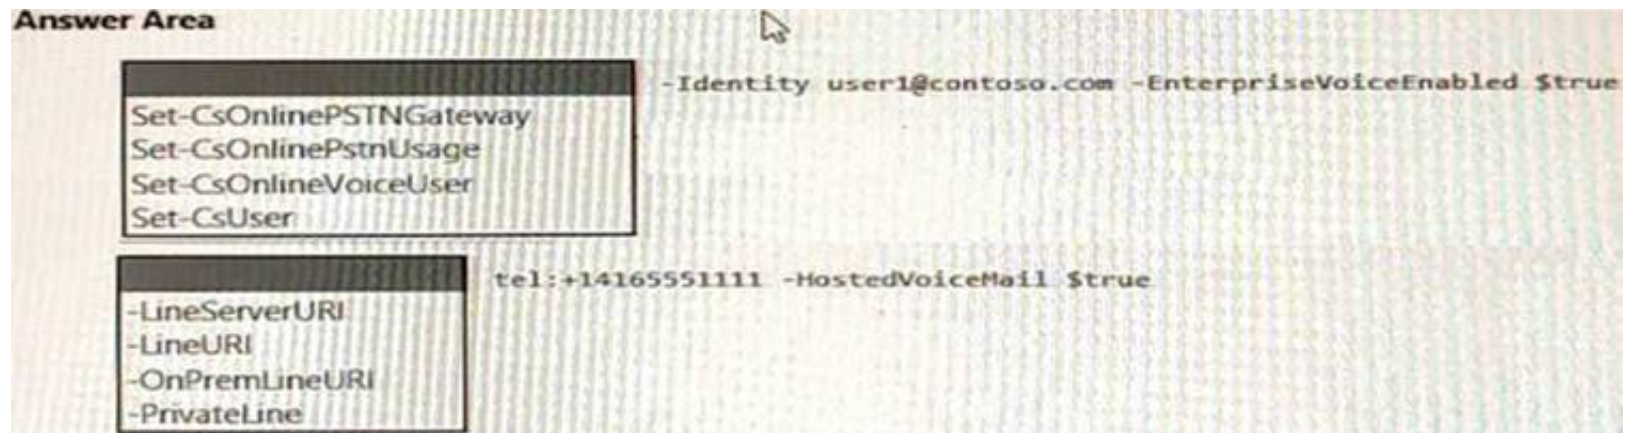 Answer Area
-Identity user1@contoso.com -EnterpriseVoiceEnabled $true
Set-CsOnlinePSTNGateway
Set-CsOnlinePstnUsage
Set-CsOnlineVoiceUser
Set-CsUser
tel:+14165551111 -HostedVoiceMail $true
-LineServerURI
-LineURI
-OnPremLineURI
-PrivateLine